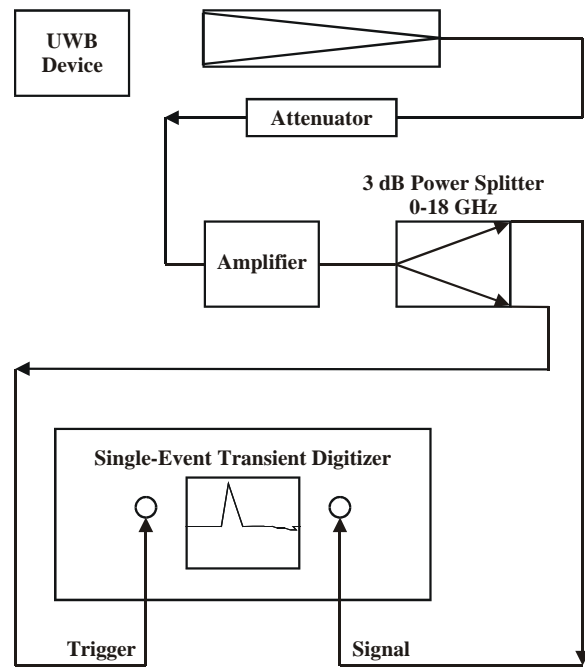 UWB
Device
Attenuator
3 dB Power Splitter
0-18 GHz
Amplifier
Single-Event Transient Digitizer
Trigger
Signal